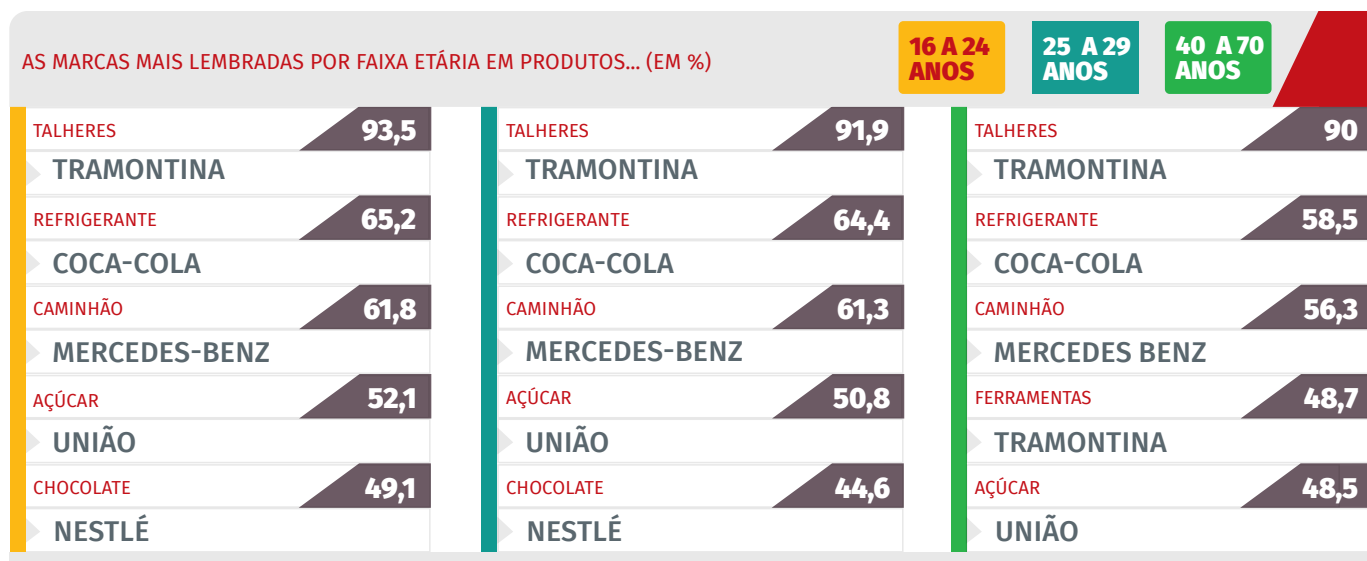 AS MARCAS MAIS LEMBRADAS POR FAIXA ETÁRIA EM PRODUTOS... (EM %)
16 A 24
ANOS
25 A 29
ANOS
40 A 70
ANOS
TALHERES 93,5
TRAMONTINA
REFRIGERANTE 65,2
COCA-COLA
CAMINHÃO 61,8
MERCEDES-BENZ
AÇÚCAR 52,1
UNIÃO
CHOCOLATE 49,1
NESTLÉ
TALHERES 91,9
TRAMONTINA
REFRIGERANTE 64,4
COCA-COLA
CAMINHÃO 61,3
MERCEDES-BENZ
AÇÚCAR 50,8
UNIÃO
CHOCOLATE 44,6
NESTLÉ
TALHERES 90
TRAMONTINA
REFRIGERANTE 58,5
COCA-COLA
CAMINHÃO 56,3
MERCEDES BENZ
FERRAMENTAS 48,7
TRAMONTINA
AÇÚCAR 48,5
UNIÃO